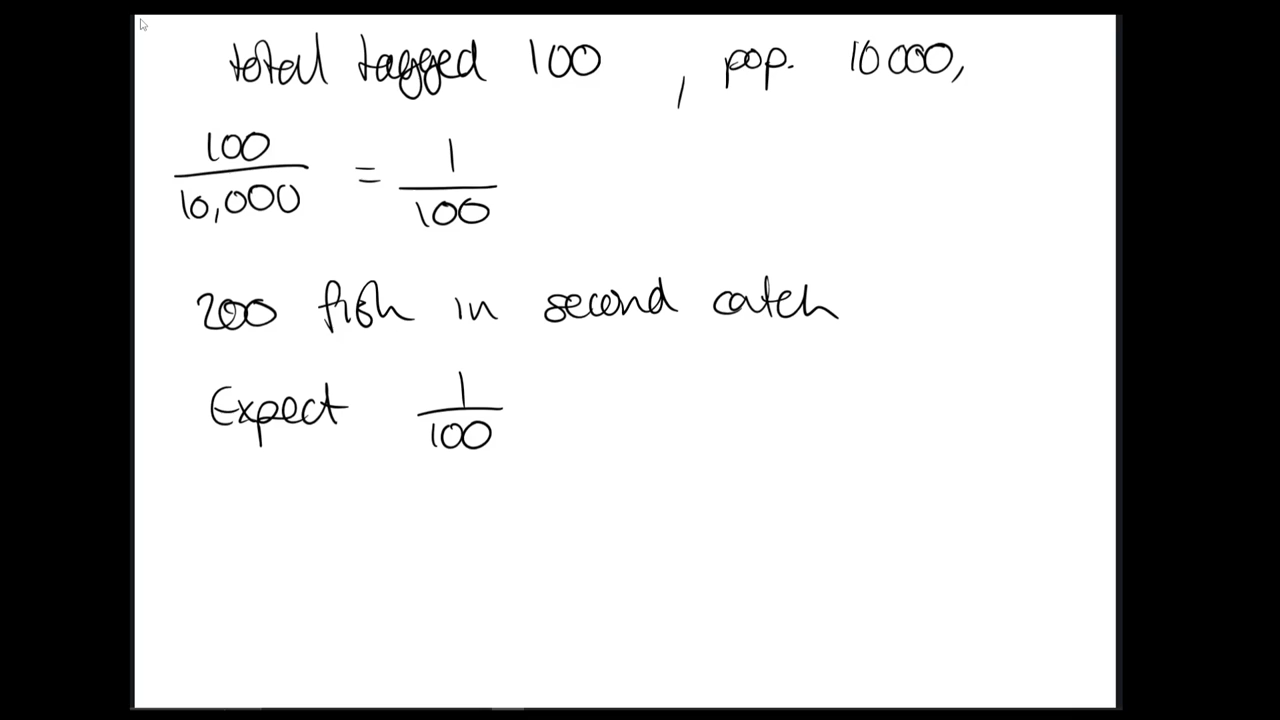 total tagged 100 , pop. 10000,
100/10,000 = 1/100
200 fish in second catch
Expect 1/100